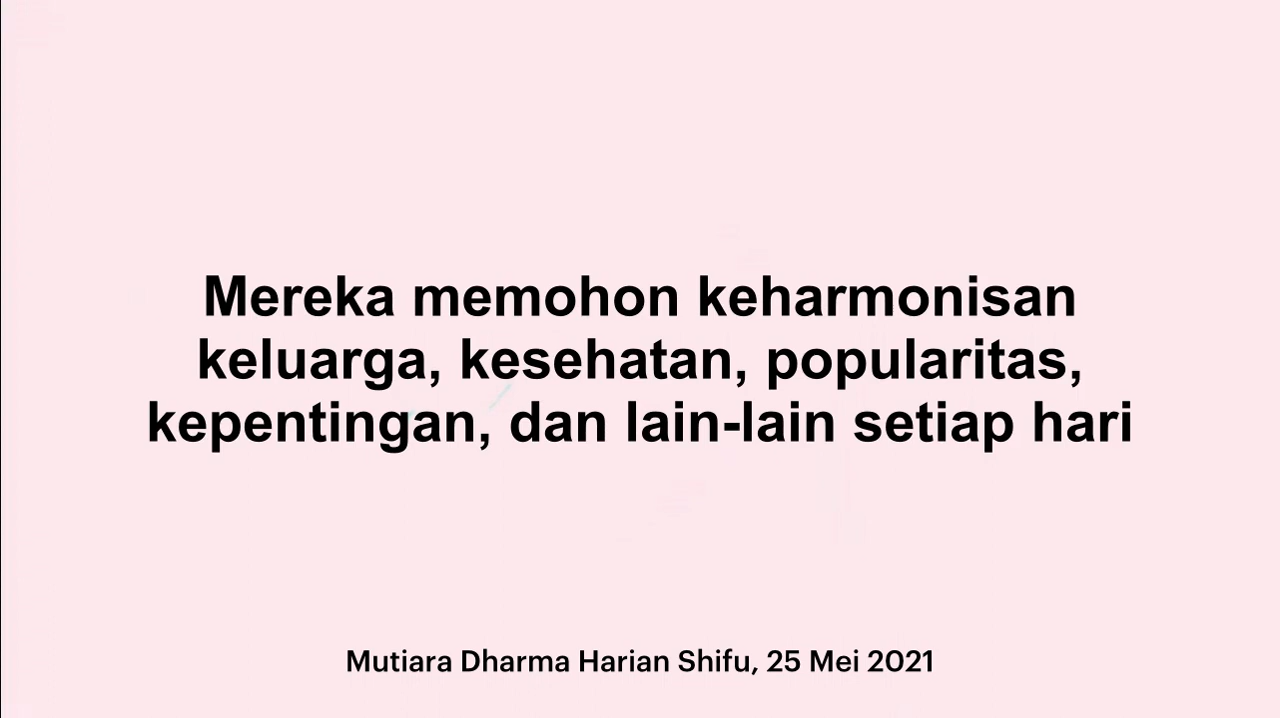 Mereka memohon keharmonisan
keluarga, kesehatan, popularitas,
kepentingan, dan lain-lain setiap hari
Mutiara Dharma Harian Shifu, 25 Mei 2021